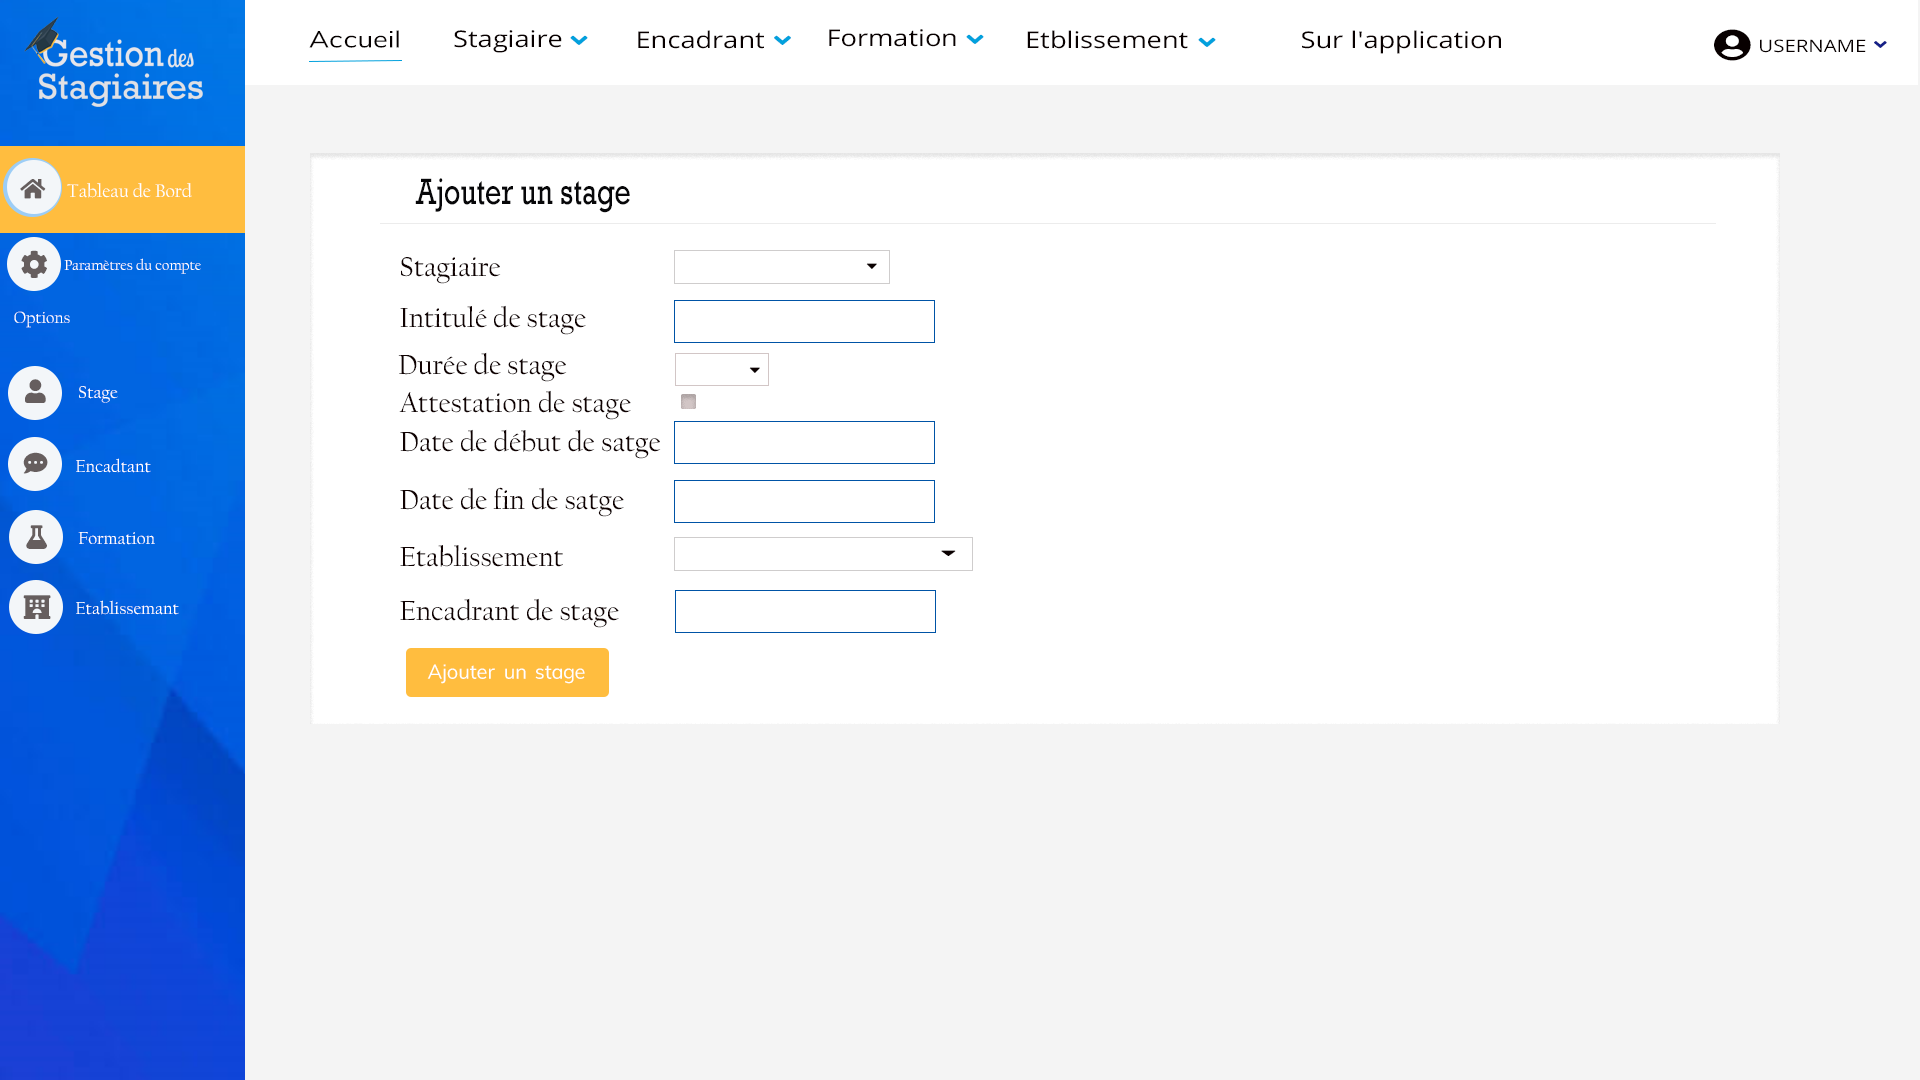 Gestion des
Stagiaires
Accueil
Stagiaire
Encadrant
Formation
Etblissement
Sur l'application
USERNAME
Tableau de Bord
Paramètres du compte
Options
Stage
Encadtant
Formation
Etablissemant
Ajouter un stage
Stagiaire
Intitulé de stage
Durée de stage
Attestation de stage
Date de début de satge
Date de fin de satge
Etablissement
Encadrant de stage
Ajouter un stage